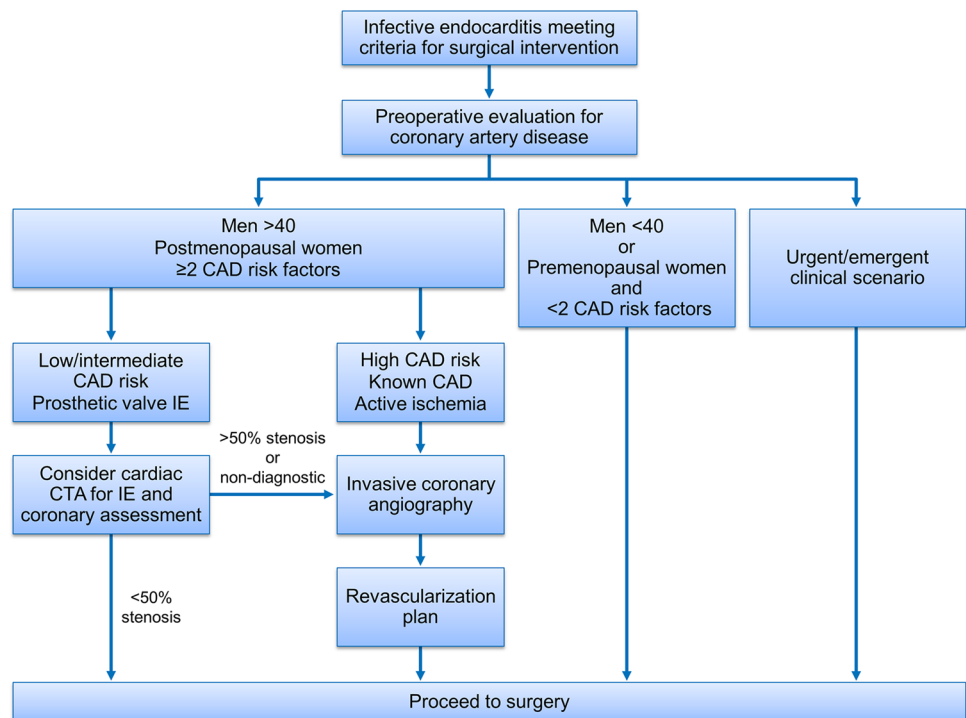 Infective endocarditis meeting
criteria for surgical intervention
Preoperative evaluation for
coronary artery disease
Men >40
Postmenopausal women
≥2 CAD risk factors
Men <40
or
Premenopausal women
and
<2 CAD risk factors
Urgent/emergent
clinical scenario
Low/intermediate
CAD risk
Prosthetic valve IE
High CAD risk
Known CAD
Active ischemia
>50% stenosis
or
non-diagnostic
Consider cardiac
CTA for IE and
coronary assessment
Invasive coronary
angiography
<50%
stenosis
Revascularization
plan
Proceed to surgery